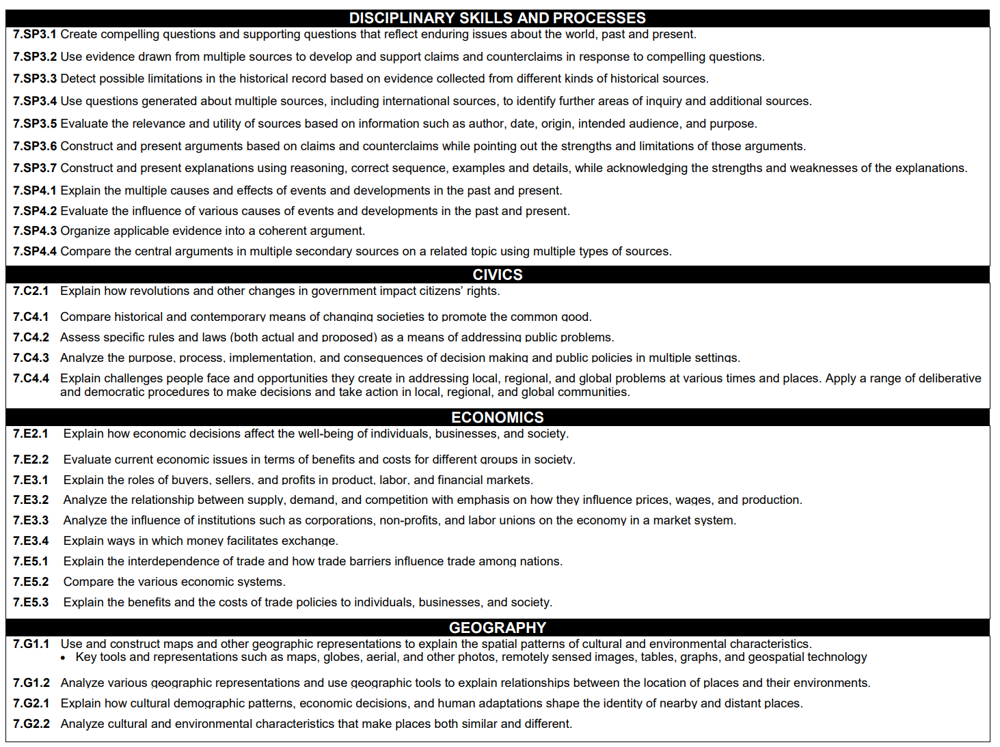 DISCIPLINARY SKILLS AND PROCESSES
7.SP3.1 Create compelling questions and supporting questions that reflect enduring issues about the world, past and present.
7.SP3.2 Use evidence drawn from multiple sources to develop and support claims and counterclaims in response to compelling questions.
7.SP3.3 Detect possible limitations in the historical record based on evidence collected from different kinds of historical sources.
7.SP3.4 Use questions generated about multiple sources, including international sources, to identify further areas of inquiry and additional sources.
7.SP3.5 Evaluate the relevance and utility of sources based on information such as author, date, origin, intended audience, and purpose.
7.SP3.6 Construct and present arguments based on claims and counterclaims while pointing out the strengths and limitations of those arguments.
7.SP3.7 Construct and present explanations using reasoning, correct sequence, examples and details, while acknowledging the strengths and weaknesses of the explanations.
7.SP4.1 Explain the multiple causes and effects of events and developments in the past and present.
7.SP4.2 Evaluate the influence of various causes of events and developments in the past and present.
7.SP4.3 Organize applicable evidence into a coherent argument.
7.SP4.4 Compare the central arguments in multiple secondary sources on a related topic using multiple types of sources.
CIVICS
7.C2.1 Explain how revolutions and other changes in government impact citizens' rights.
7.C4.1 Compare historical and contemporary means of changing societies to promote the common good.
7.C4.2 Assess specific rules and laws (both actual and proposed) as a means of addressing public problems.
7.C4.3 Analyze the purpose, process, implementation, and consequences of decision making and public policies in multiple settings.
7.C4.4 Explain challenges people face and opportunities they create in addressing local, regional, and global problems at various times and places. Apply a range of deliberative
and democratic procedures to make decisions and take action in local, regional, and global communities.
ECONOMICS
7.E2.1 Explain how economic decisions affect the well-being of individuals, businesses, and society.
7.E2.2 Evaluate current economic issues in terms of benefits and costs for different groups in society.
7.E3.1 Explain the roles of buyers, sellers, and profits in product, labor, and financial markets.
7.E3.2 Analyze the relationship between supply, demand, and competition with emphasis on how they influence prices, wages, and production.
7.E3.3 Analyze the influence of institutions such as corporations, non-profits, and labor unions on the economy in a market system.
7.E3.4 Explain ways in which money facilitates exchange.
7.E5.1 Explain the interdependence of trade and how trade barriers influence trade among nations.
7.E5.2 Compare the various economic systems.
7.E5.3 Explain the benefits and the costs of trade policies to individuals, businesses, and society.
GEOGRAPHY
7.G1.1 Use and construct maps and other geographic representations to explain the spatial patterns of cultural and environmental characteristics.
• Key tools and representations such as maps, globes, aerial, and other photos, remotely sensed images, tables, graphs, and geospatial technology
7.G1.2 Analyze various geographic representations and use geographic tools to explain relationships between the location of places and their environments.
7.G2.1 Explain how cultural demographic patterns, economic decisions, and human adaptations shape the identity of nearby and distant places.
7.G2.2 Analyze cultural and environmental characteristics that make places both similar and different.